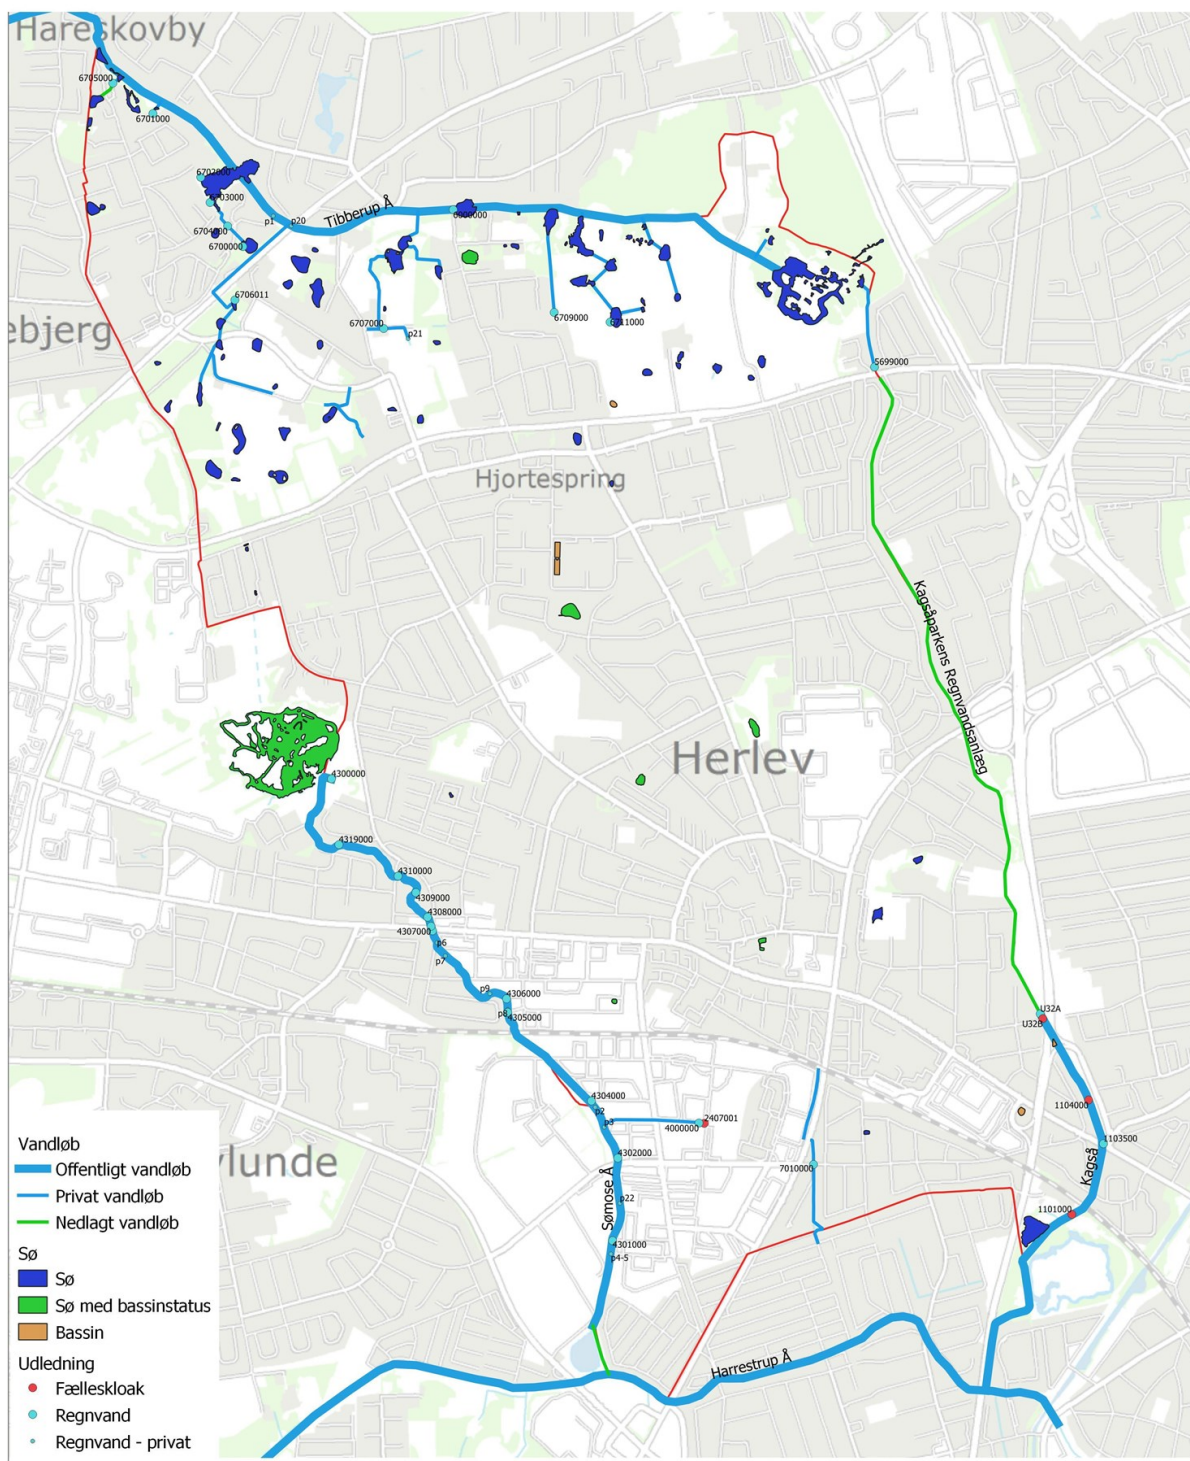 Hareskovby
6705000
6701000
6702000
6703000
6704000
6700000
p1
p20
Tibberup Å
6800000
6706011
ebjerg
6707000
p21
6709000
6711000
5699000
Hjortespring
Kagsåparkens Regnvandsanlæg
Herlev
4300000
4319000
4310000
4309000
4308000
4307000
p6
p7
p9
4306000
p8
4305000
U32A
U32B
4304000
p2
p3
2407001
4000000
1104000
1103500
4302000
7010000
Kagså
p22
Sømose Å
1101000
4301000
p4-5
Harrestrup Å
ylunde
Vandløb
Offentligt vandløb
Privat vandløb
Nedlagt vandløb
Sø
Sø
Sø med bassinstatus
Bassin
Udledning
Fælleskloak
Regnvand
Regnvand - privat